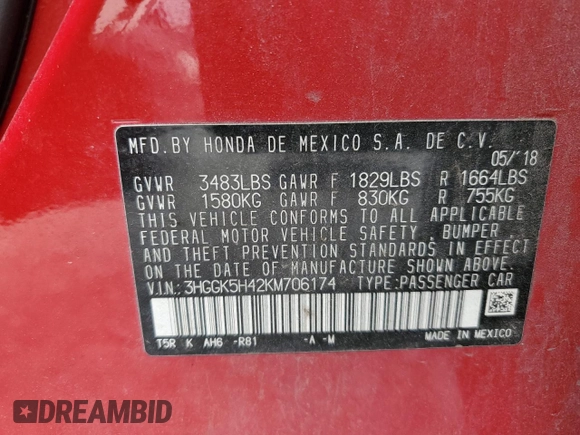 MFD. BY HONDA DE MEXICO S.A. DE C.V.
05/'18
GVWR 3483LBS GAWR F 1829LBS R 1664LBS
GVWR 1580KG GAWR F 830KG R 755KG
THIS VEHICLE CONFORMS TO ALL APPLICABLE
FEDERAL MOTOR VEHICLE SAFETY, BUMPER,
AND THEFT PREVENTION STANDARDS IN EFFECT
ON THE DATE OF MANUFACTURE SHOWN ABOVE.
V.I.N.: 3HGGK5H42KM706174 TYPE:PASSENGER CAR
T5R K AH6 -R81 -A -M MADE IN MEXICO
DREAMBID